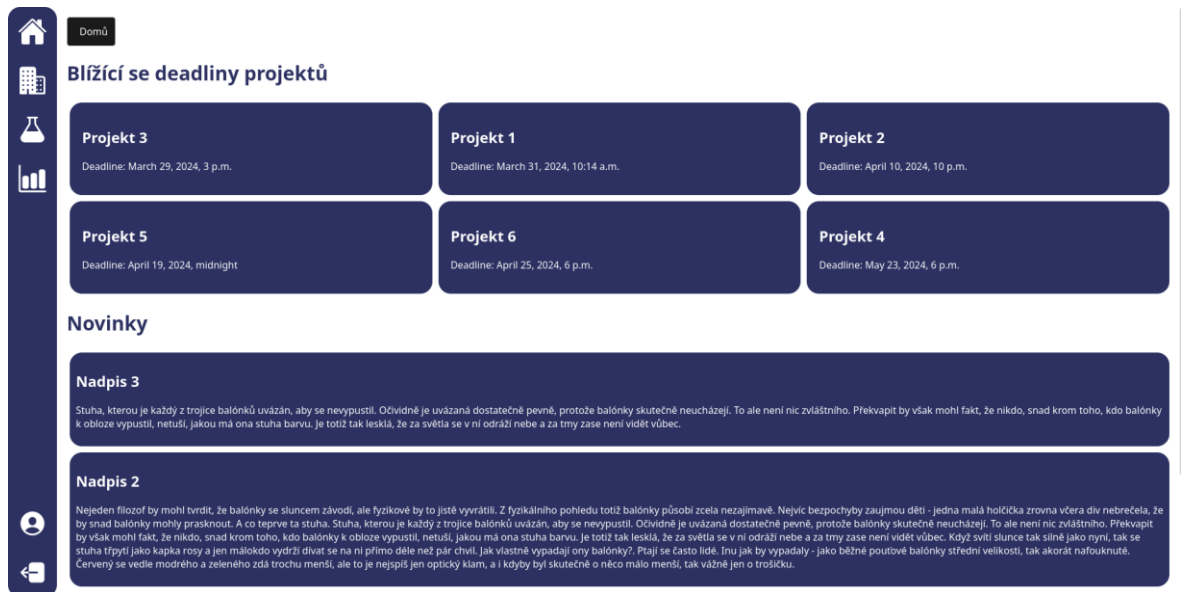 Domů
Blížící se deadliny projektů
Projekt 3
Deadline: March 29, 2024, 3 p.m.
Projekt 1
Deadline: March 31, 2024, 10:14 a.m.
Projekt 2
Deadline: April 10, 2024, 10 p.m.
Projekt 5
Deadline: April 19, 2024, midnight
Projekt 6
Deadline: April 25, 2024, 6 p.m.
Projekt 4
Deadline: May 23, 2024, 6 p.m.
Novinky
Nadpis 3
Stuha, kterou je každý z trojice balónků uvázán, aby se nevypustil. Očividně je uvázaná dostatečně pevně, protože balónky skutečně neucházejí. To ale není nic zvláštního. Překvapit by však mohl fakt, že nikdo, snad krom toho, kdo balónky
k obloze vypustil, netuší, jakou má ona stuha barvu. Je totiž tak lesklá, že za světla se v ní odráží nebe a za tmy zase není vidět vůbec.
Nadpis 2
Nejeden filozof by mohl tvrdit, že balónky se sluncem závodí, ale fyzikové by to jistě vyvrátili. Z fyzikálního pohledu totiž balónky působí zcela nezajímavě. Nejvíc bezpochyby zaujmou děti - jedna malá holčička zrovna včera div nebrečela, že
by snad balónky mohly prasknout. A co teprve ta stuha. Stuha, kterou je každý z trojice balónků uvázán, aby se nevypustil. Očividně je uvázaná dostatečně pevně, protože balónky skutečně neucházejí. To ale není nic zvláštního. Překvapit
by však mohl fakt, že nikdo, snad krom toho, kdo balónky k obloze vypustil, netuší, jakou má ona stuha barvu. Je totiž tak lesklá, že za světla se v ní odráží nebe a za tmy zase není vidět vůbec. Když svítí slunce tak silně jako nyní, tak se
stuha třpytí jako kapka rosy a jen málokdo vydrží dívat se na ni přímo déle než pár chvil. Jak vlastně vypadají ony balónky?. Ptají se často lidé. Inu jak by vypadaly - jako běžné pouťové balónky střední velikosti, tak akorát nafouknuté.
Červený se vedle modrého a zeleného zdá trochu menší, ale to je nejspíš jen optický klam, a i kdyby byl skutečně o něco málo menší, tak vážně jen o trošičku.